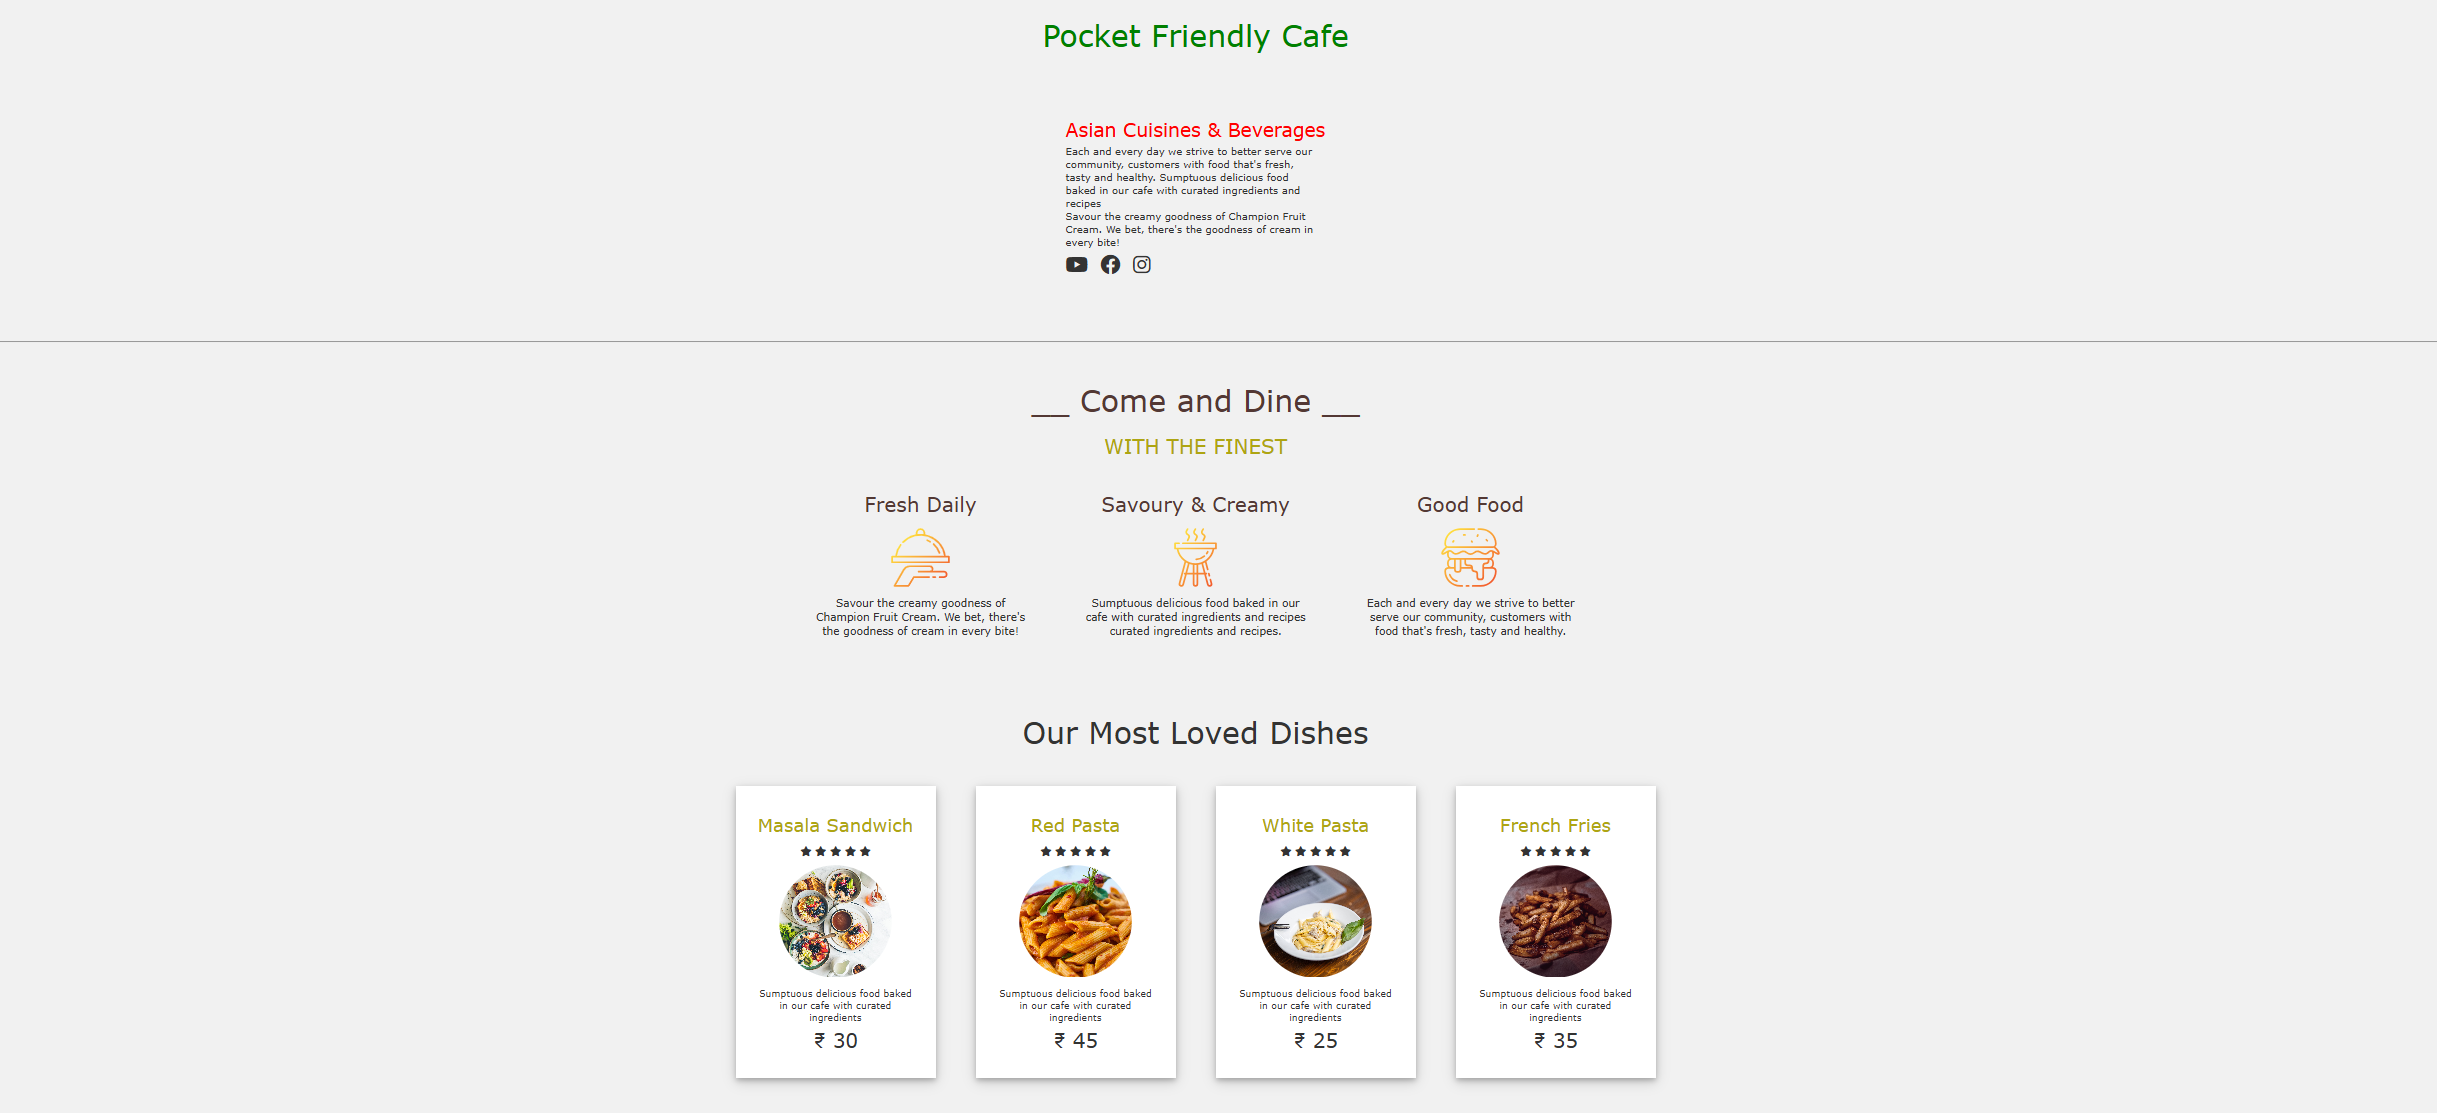 Pocket Friendly Cafe
Asian Cuisines & Beverages
Each and every day we strive to better serve our
community, customers with food that's fresh,
tasty and healthy. Sumptuous delicious food
baked in our cafe with curated ingredients and
recipes
Savour the creamy goodness of Champion Fruit
Cream. We bet, there's the goodness of cream in
every bite!
__ Come and Dine __
WITH THE FINEST
Fresh Daily
Savour the creamy goodness of
Champion Fruit Cream. We bet, there's
the goodness of cream in every bite!
Savoury & Creamy
Sumptuous delicious food baked in our
cafe with curated ingredients and recipes
curated ingredients and recipes.
Good Food
Each and every day we strive to better
serve our community, customers with
food that's fresh, tasty and healthy.
Our Most Loved Dishes
Masala Sandwich
Sumptuous delicious food baked
in our cafe with curated
ingredients
₹ 30
Red Pasta
Sumptuous delicious food baked
in our cafe with curated
ingredients
₹ 45
White Pasta
Sumptuous delicious food baked
in our cafe with curated
ingredients
₹ 25
French Fries
Sumptuous delicious food baked
in our cafe with curated
ingredients
₹ 35